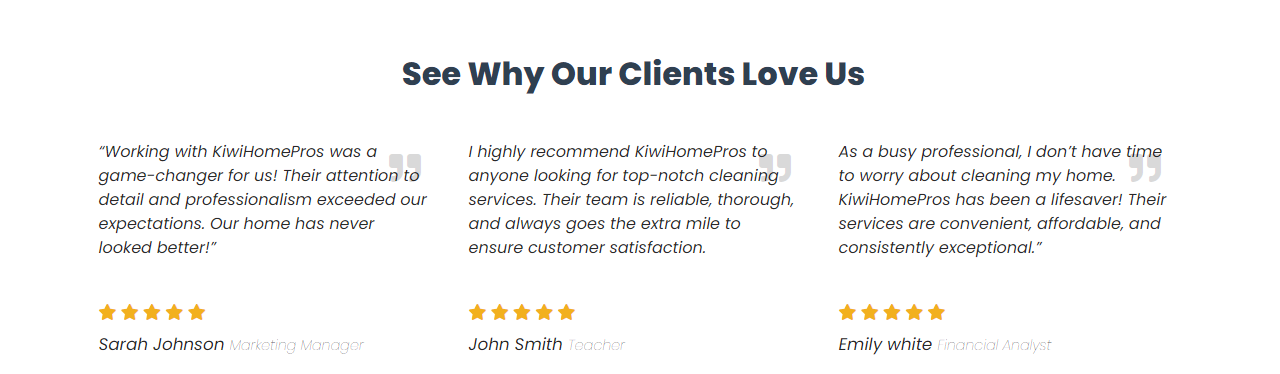 See Why Our Clients Love Us
“Working with KiwiHomePros was a
game-changer for us! Their attention to
detail and professionalism exceeded our
expectations. Our home has never
looked better!”
Sarah Johnson Marketing Manager
I highly recommend KiwiHomePros to
anyone looking for top-notch cleaning
services. Their team is reliable, thorough,
and always goes the extra mile to
ensure customer satisfaction.
John Smith Teacher
As a busy professional, I don’t have time
to worry about cleaning my home.
KiwiHomePros has been a lifesaver! Their
services are convenient, affordable, and
consistently exceptional.”
Emily white Financial Analyst